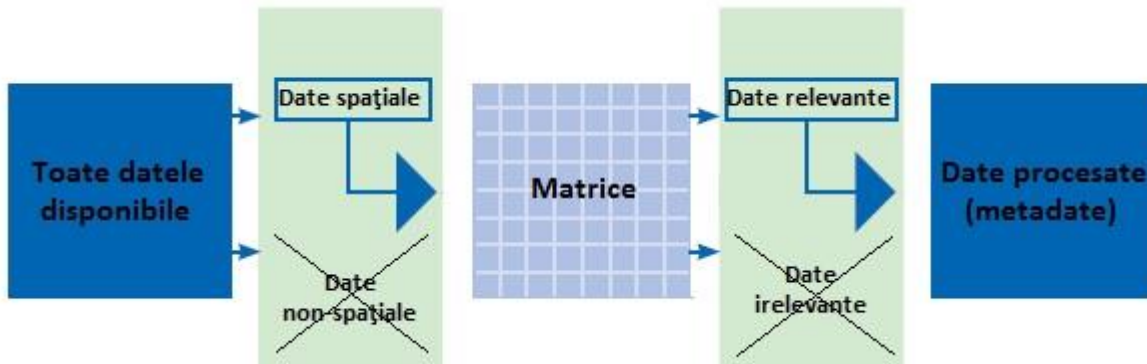 Toate datele
disponibile
Date spaţiale
Date
non-spaţiale
Matrice
Date relevante
Date
irelevante
Date procesate
(metadate)